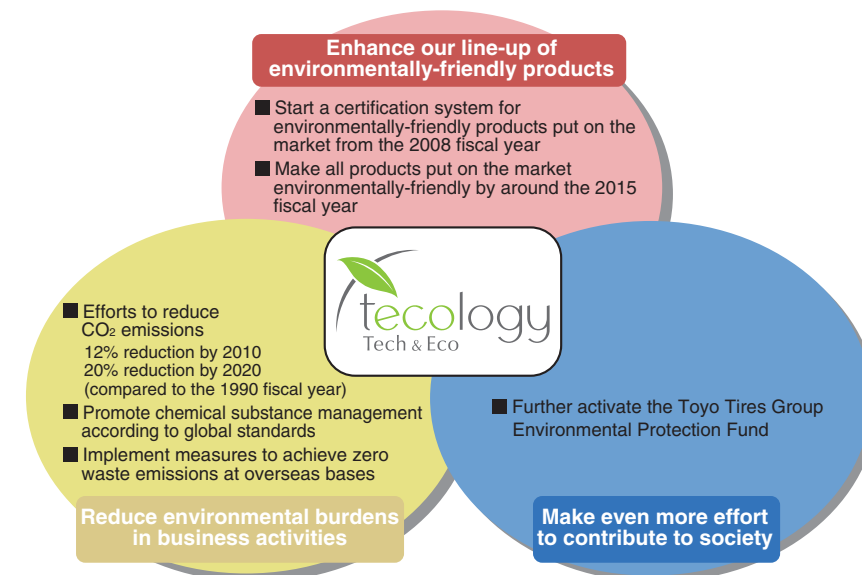 Enhance our line-up of
environmentally-friendly products
■ Start a certification system for
environmentally-friendly products put on the
market from the 2008 fiscal year
■ Make all products put on the market
environmentally-friendly by around the 2015
fiscal year
tecology
Tech & Eco
■ Efforts to reduce
CO₂ emissions
12% reduction by 2010
20% reduction by 2020
(compared to the 1990 fiscal year)
■ Promote chemical substance management
according to global standards
■ Implement measures to achieve zero
waste emissions at overseas bases
Reduce environmental burdens
in business activities
■ Further activate the Toyo Tires Group
Environmental Protection Fund
Make even more effort
to contribute to society